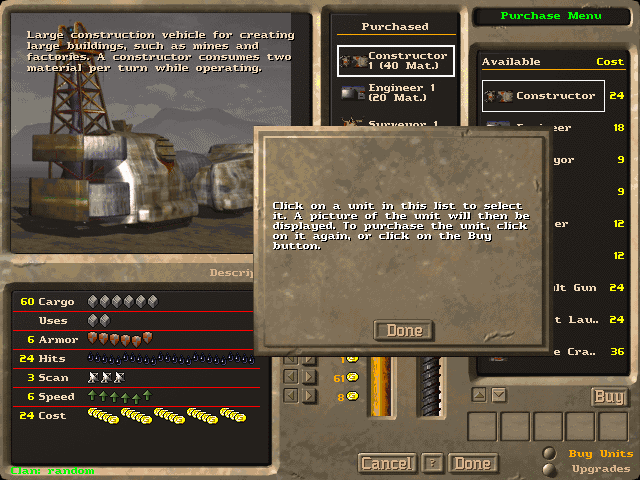 Large construction vehicle for creating
large buildings, such as mines and
factories. A constructor consumes two
material per turn while operating.
Purchased
Constructor
1 (40 Mat.)
Engineer 1
(20 Mat.)
Surveyor 1
Purchase Menu
Available Cost
Constructor 24
18
9
9
12
12
24
24
36
Click on a unit in this list to select
it. A picture of the unit will then be
displayed. To purchase the unit, click
on it again, or click on the Buy
button.
Done
60 Cargo
Uses
6 Armor
24 Hits
3 Scan
6 Speed
24 Cost
61
8
Buy
Cancel ? Done
Buy Units
Upgrades
Clan: random